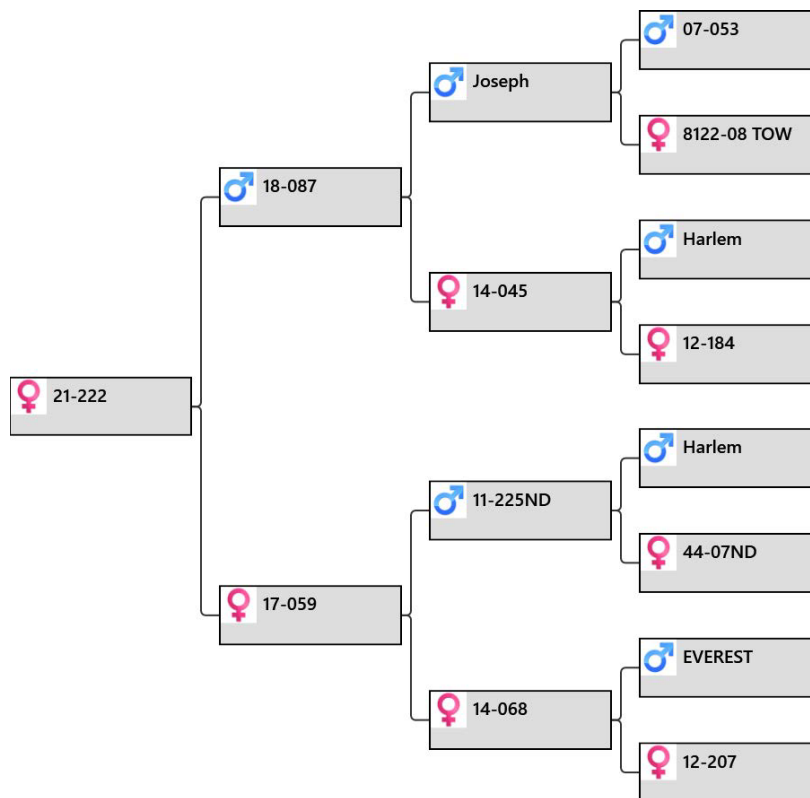 07-053
Joseph
8122-08 TOW
18-087
Harlem
14-045
12-184
21-222
Harlem
11-225ND
44-07ND
17-059
EVEREST
14-068
12-207